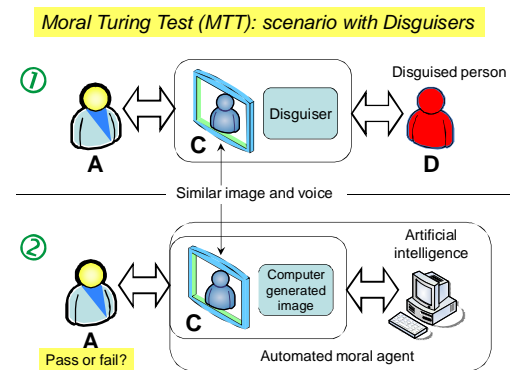 Moral Turing Test (MTT): scenario with Disguisers
①
Disguised person
Disguiser
A
C
D
Similar image and voice
②
Artificial
intelligence
Computer
generated
image
C
A
Pass or fail?
Automated moral agent